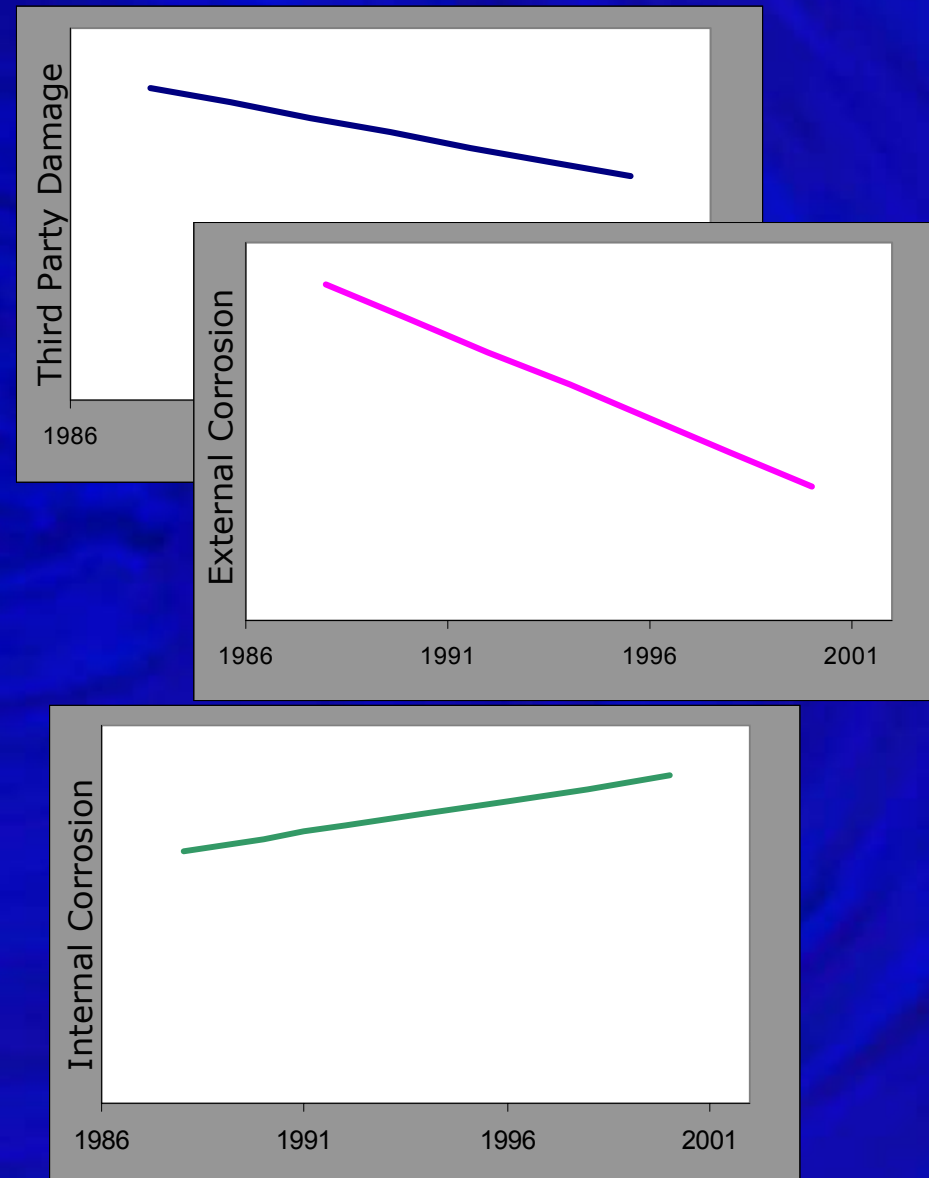 Third Party Damage
1986
External Corrosion
1986 1991 1996 2001
Internal Corrosion
1986 1991 1996 2001